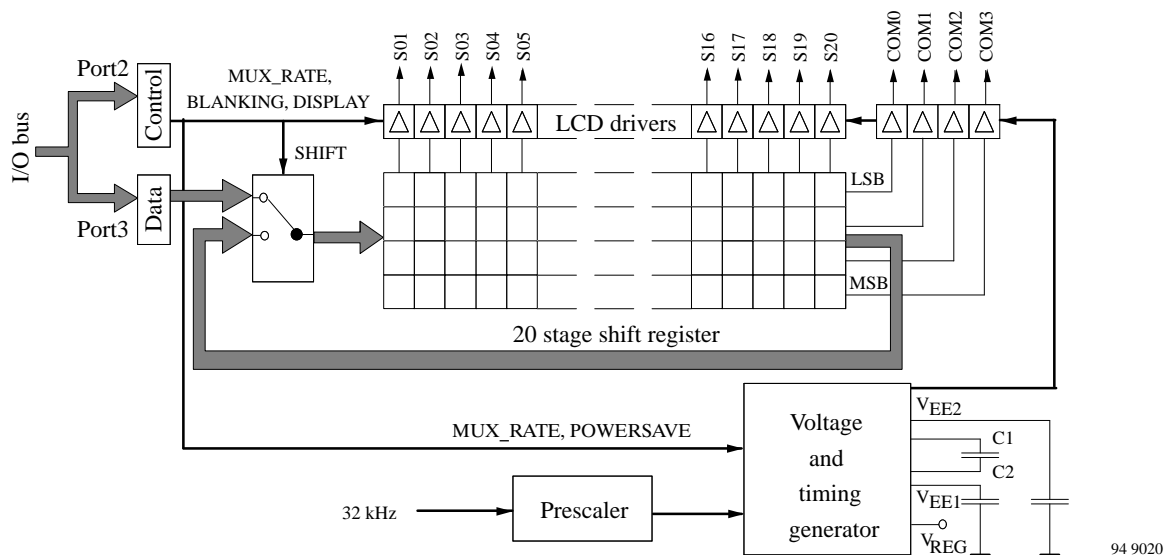 S01
S02
S03
S04
S05
S16
S17
S18
S19
S20
COM0
COM1
COM2
COM3
Port2
I/O bus
Control
MUX_RATE,
BLANKING, DISPLAY
LCD drivers
SHIFT
Port3
Data
LSB
MSB
20 stage shift register
MUX_RATE, POWERSAVE
Voltage
and
timing
generator
VEE2
C1
C2
VEE1
VREG
32 kHz
Prescaler
94 9020